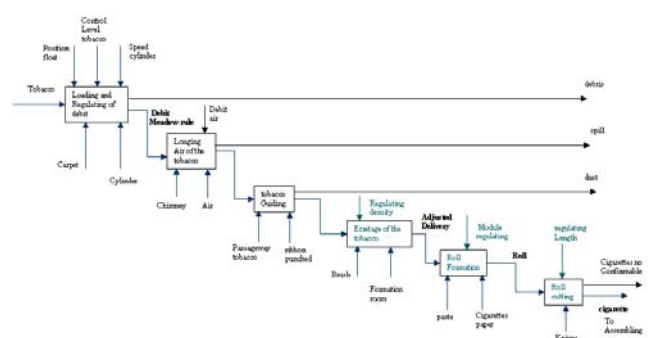 Control
Level
tobacco
Position
float
Speed
cylinder
Tobacco
Loading and
Regulating of
debit
debris
Debit
Meadow rule
Debit
air
Carpet
Cylinder
Longing
Air of the
tobacco
spill
Chimney
Air
tobacco
Guiding
dust
Passageway
tobacco
ribbon
punched
Regulating
density
of the
tobacco
Adjusted
Delivery
Brush
Formation
room
Module
regulating
Roll
Formation
Roll
paste
Cigarettes
paper
regulating
Length
Roll
cutting
Cigarettes no
Conformable
cigarette
To
Assembling